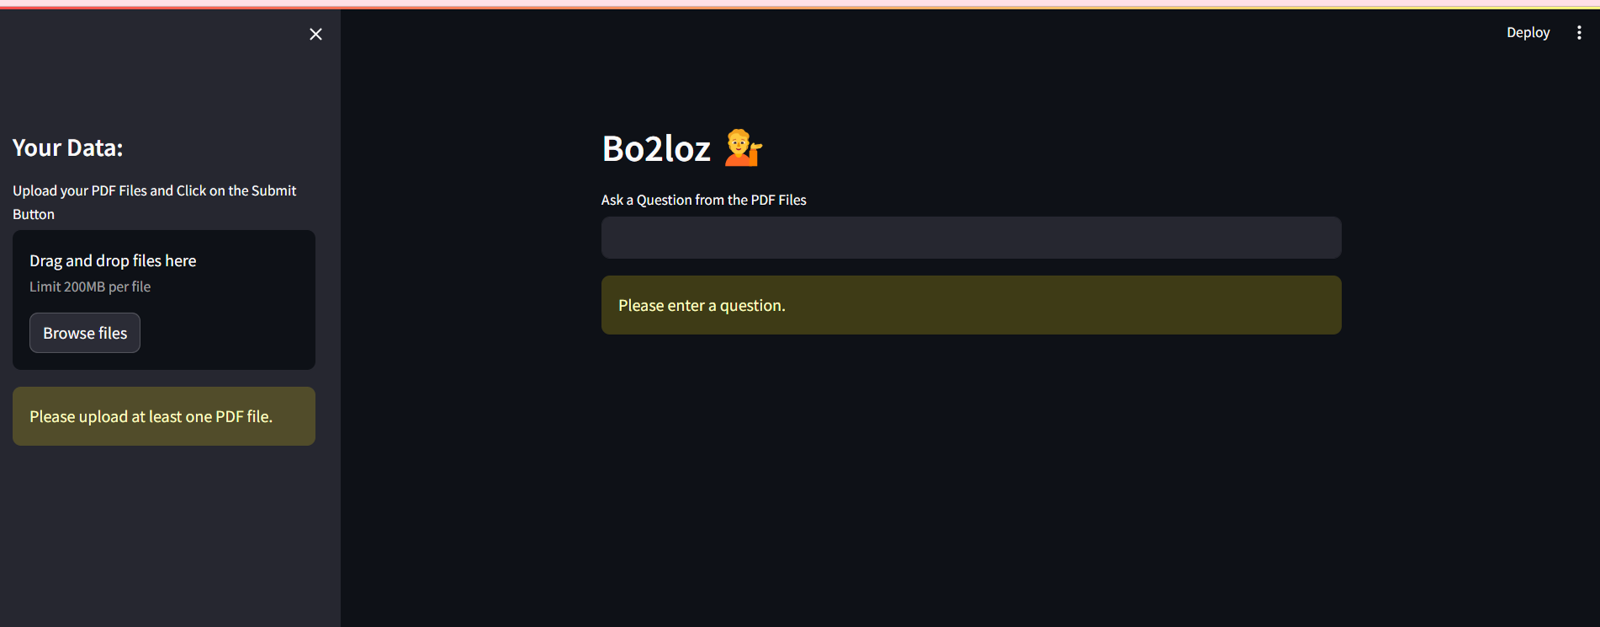 Deploy
Your Data:
Upload your PDF Files and Click on the Submit
Button
Drag and drop files here
Limit 200MB per file
Browse files
Please upload at least one PDF file.
Bo2loz 💁
Ask a Question from the PDF Files
Please enter a question.